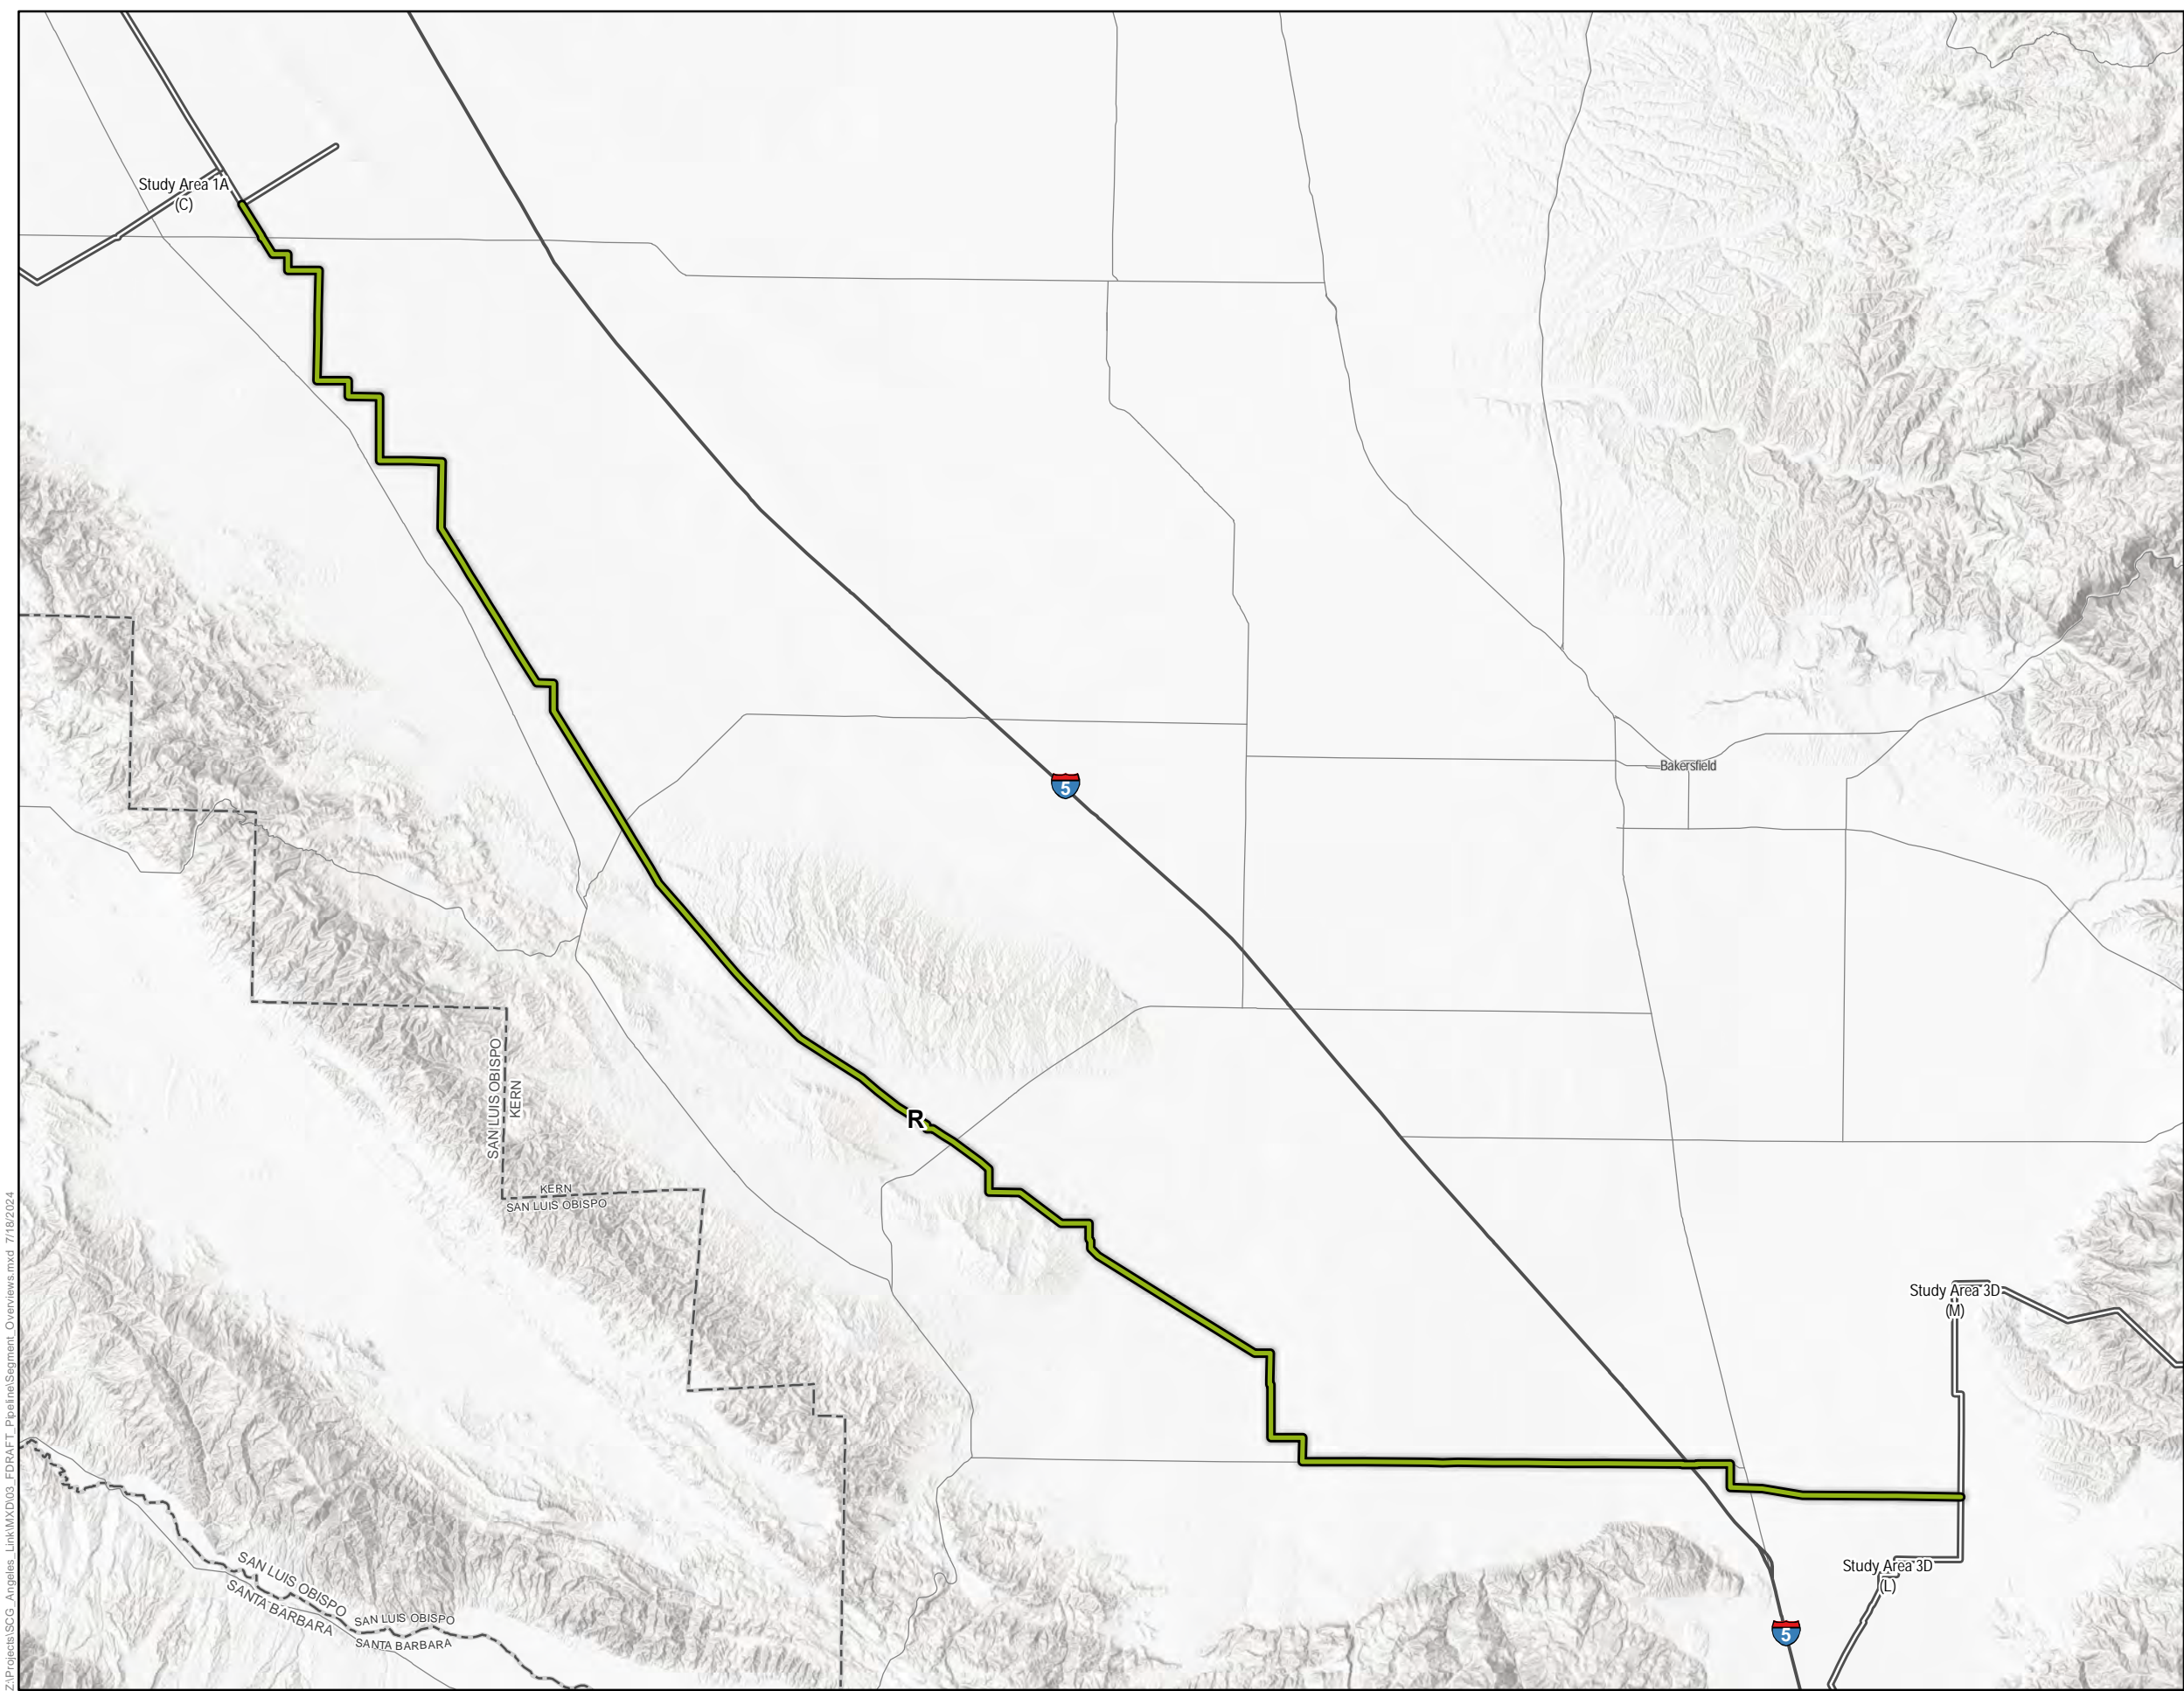 Study Area 1A
(C)
5
Bakersfield
SAN LUIS OBISPO
KERN
R
KERN
SAN LUIS OBISPO
Study Area 3D
(M)
Study Area 3D
(L)
SAN LUIS OBISPO
SANTA BARBARA
SAN LUIS OBISPO
SANTA BARBARA
5
Z:\Projects\SCG_Angeles_Link\MXD\03_FDRAFT_Pipeline\Segment_Overviews.mxd 7/18/2024